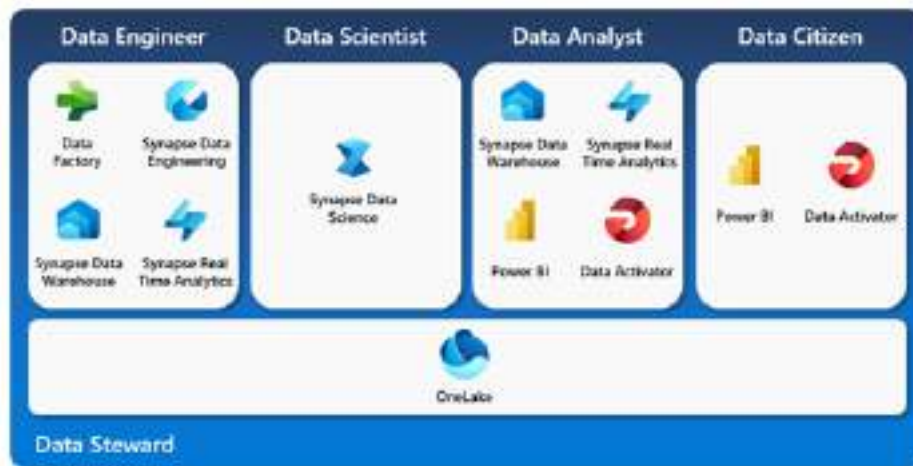 Data Engineer
Data Scientist
Data Analyst
Data Citizen
Data
Factory
Synapse Data
Engineering
Synapse Data
Warehouse
Synapse Real
Time Analytics
Synapse Data
Science
Synapse Data
Warehouse
Synapse Real
Time Analytics
Power BI
Data Activator
Power BI
Data Activator
OneLake
Data Steward